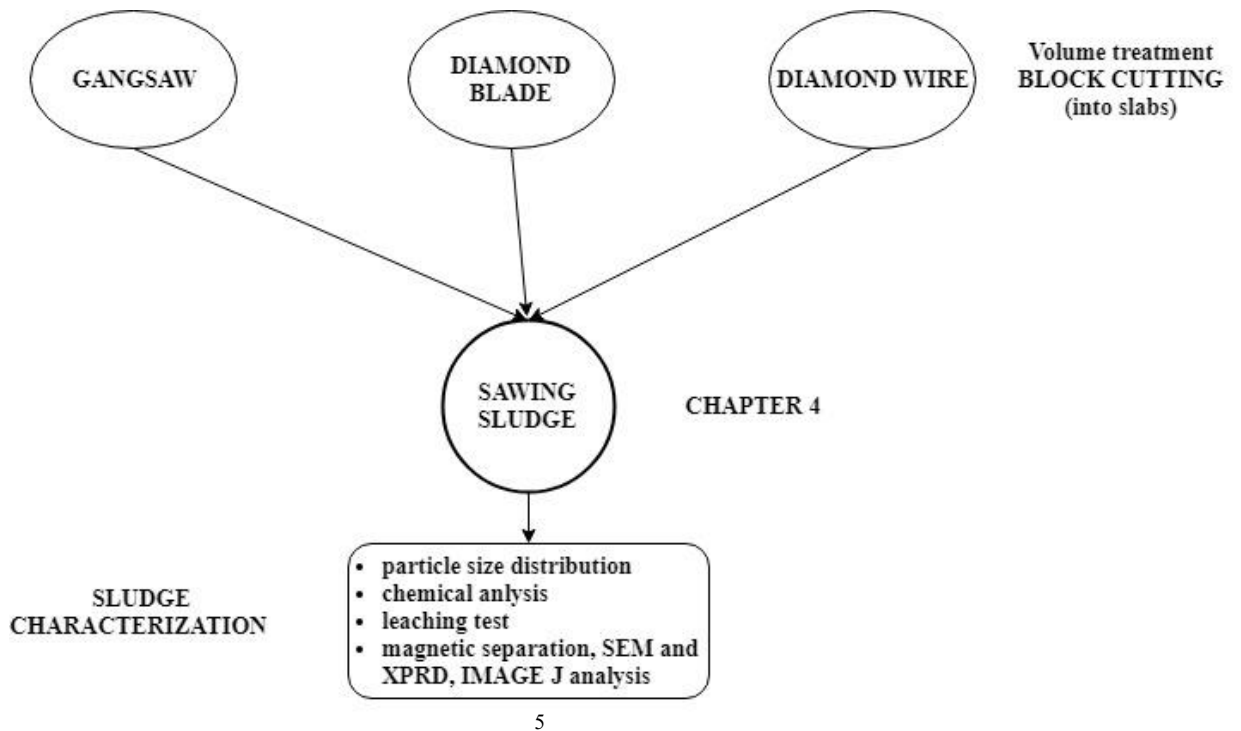 GANGSAW
DIAMOND
BLADE
DIAMOND WIRE
Volume treatment
BLOCK CUTTING
(into slabs)
SAWING
SLUDGE
CHAPTER 4
SLUDGE
CHARACTERIZATION
• particle size distribution
• chemical anlysis
• leaching test
• magnetic separation, SEM and
XPRD, IMAGE J analysis
5